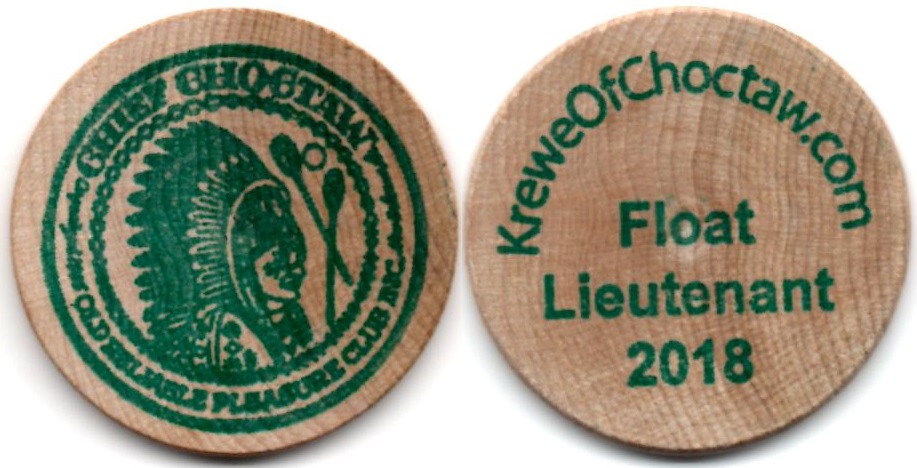 CHIEF CHOCTAW
OLD RELIABLE PLEASURE CLUB INC.
KreweOfChoctaw.com
Float
Lieutenant
2018